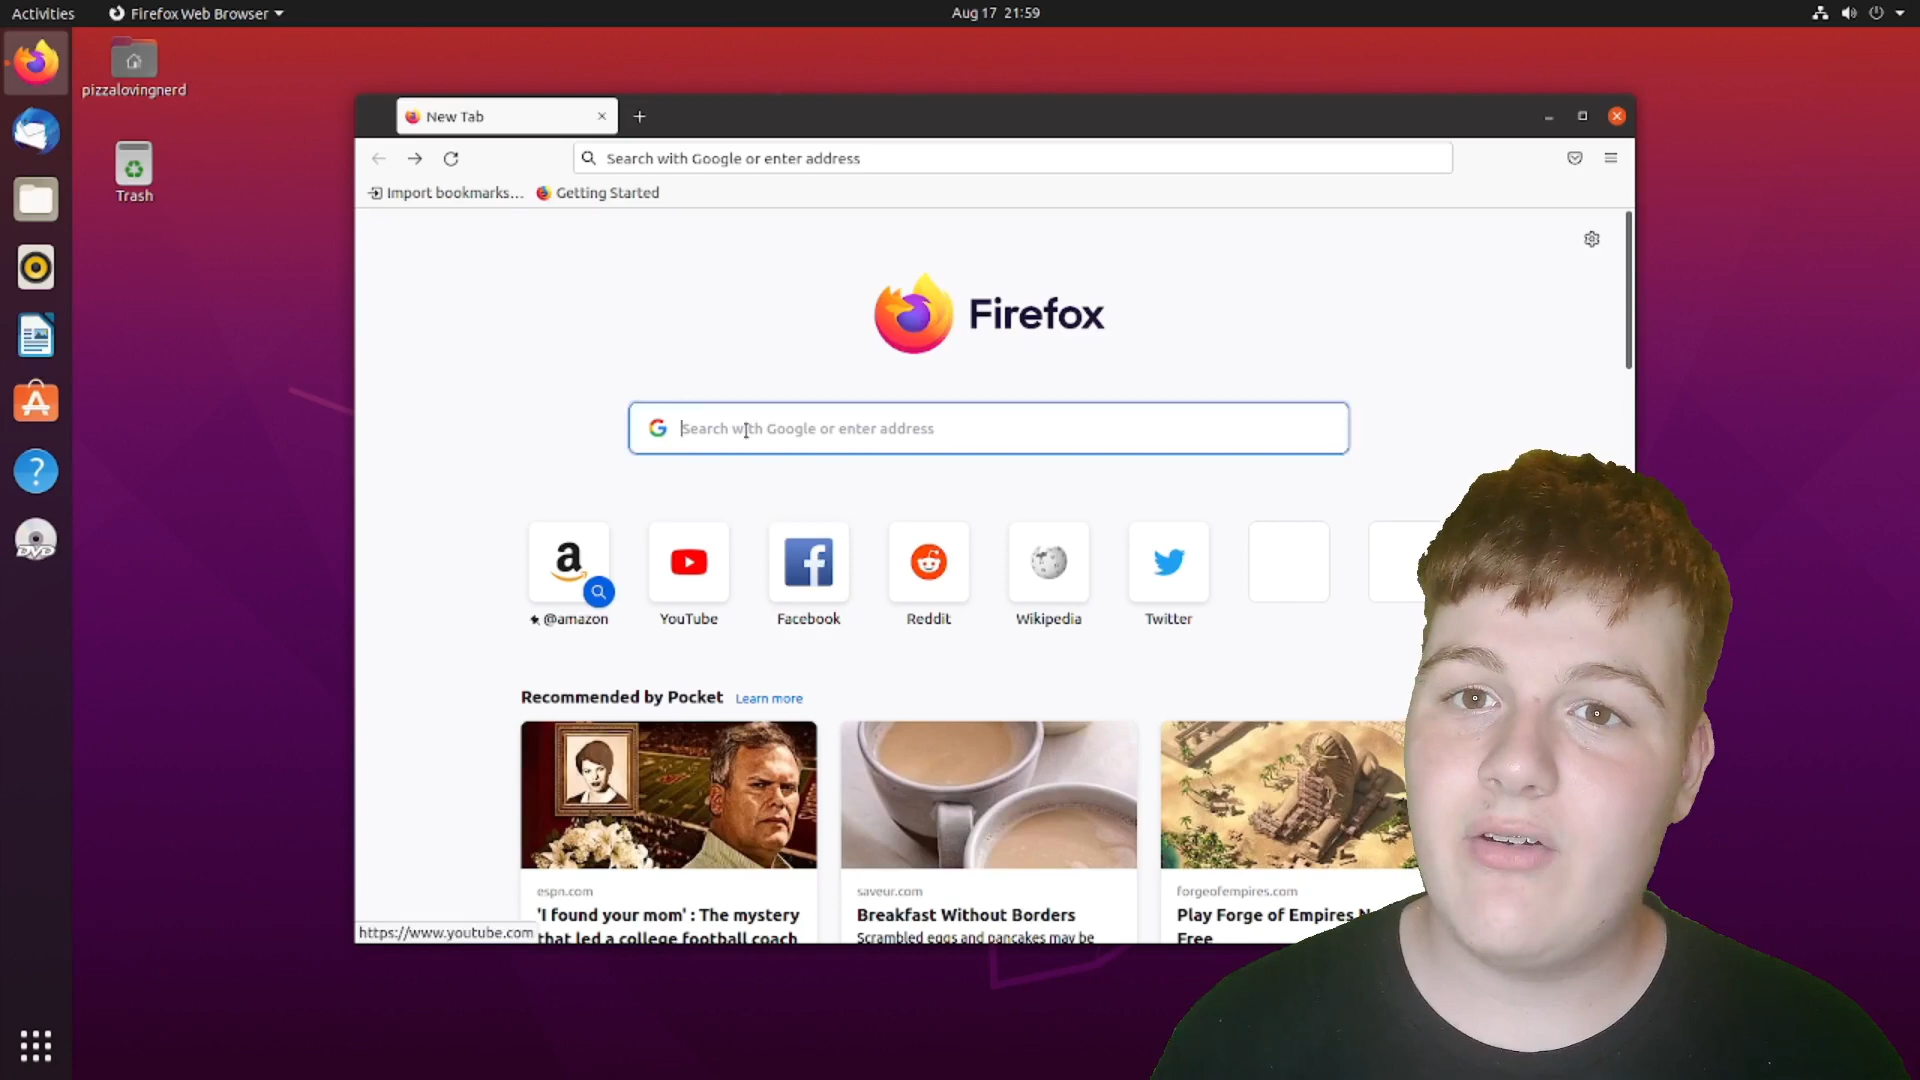 Activities
Firefox Web Browser
Aug 17 21:59
pizzalovingnerd
Trash
New Tab
Search with Google or enter address
Import bookmarks...
Getting Started
Firefox
Search with Google or enter address
@amazon
YouTube
Facebook
Reddit
Wikipedia
Twitter
Recommended by Pocket
Learn more
espn.com
'I found your mom' : The mystery
that led a college football coach
saveur.com
Breakfast Without Borders
Scrambled eggs and pancakes may be
forgeofempires.com
Play Forge of Empires
Free
https://www.youtube.com
DVD